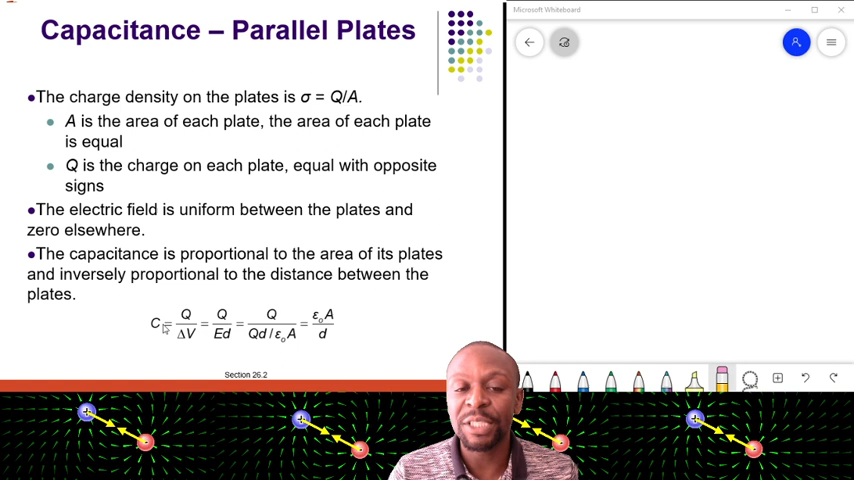 Capacitance – Parallel Plates
●The charge density on the plates is σ = Q/A.
● A is the area of each plate, the area of each plate
is equal
● Q is the charge on each plate, equal with opposite
signs
●The electric field is uniform between the plates and
zero elsewhere.
●The capacitance is proportional to the area of its plates
and inversely proportional to the distance between the
plates.
C = Q / ΔV = Q / Ed = Q / (Qd / εₒA) = εₒA / d
Section 26.2
Microsoft Whiteboard